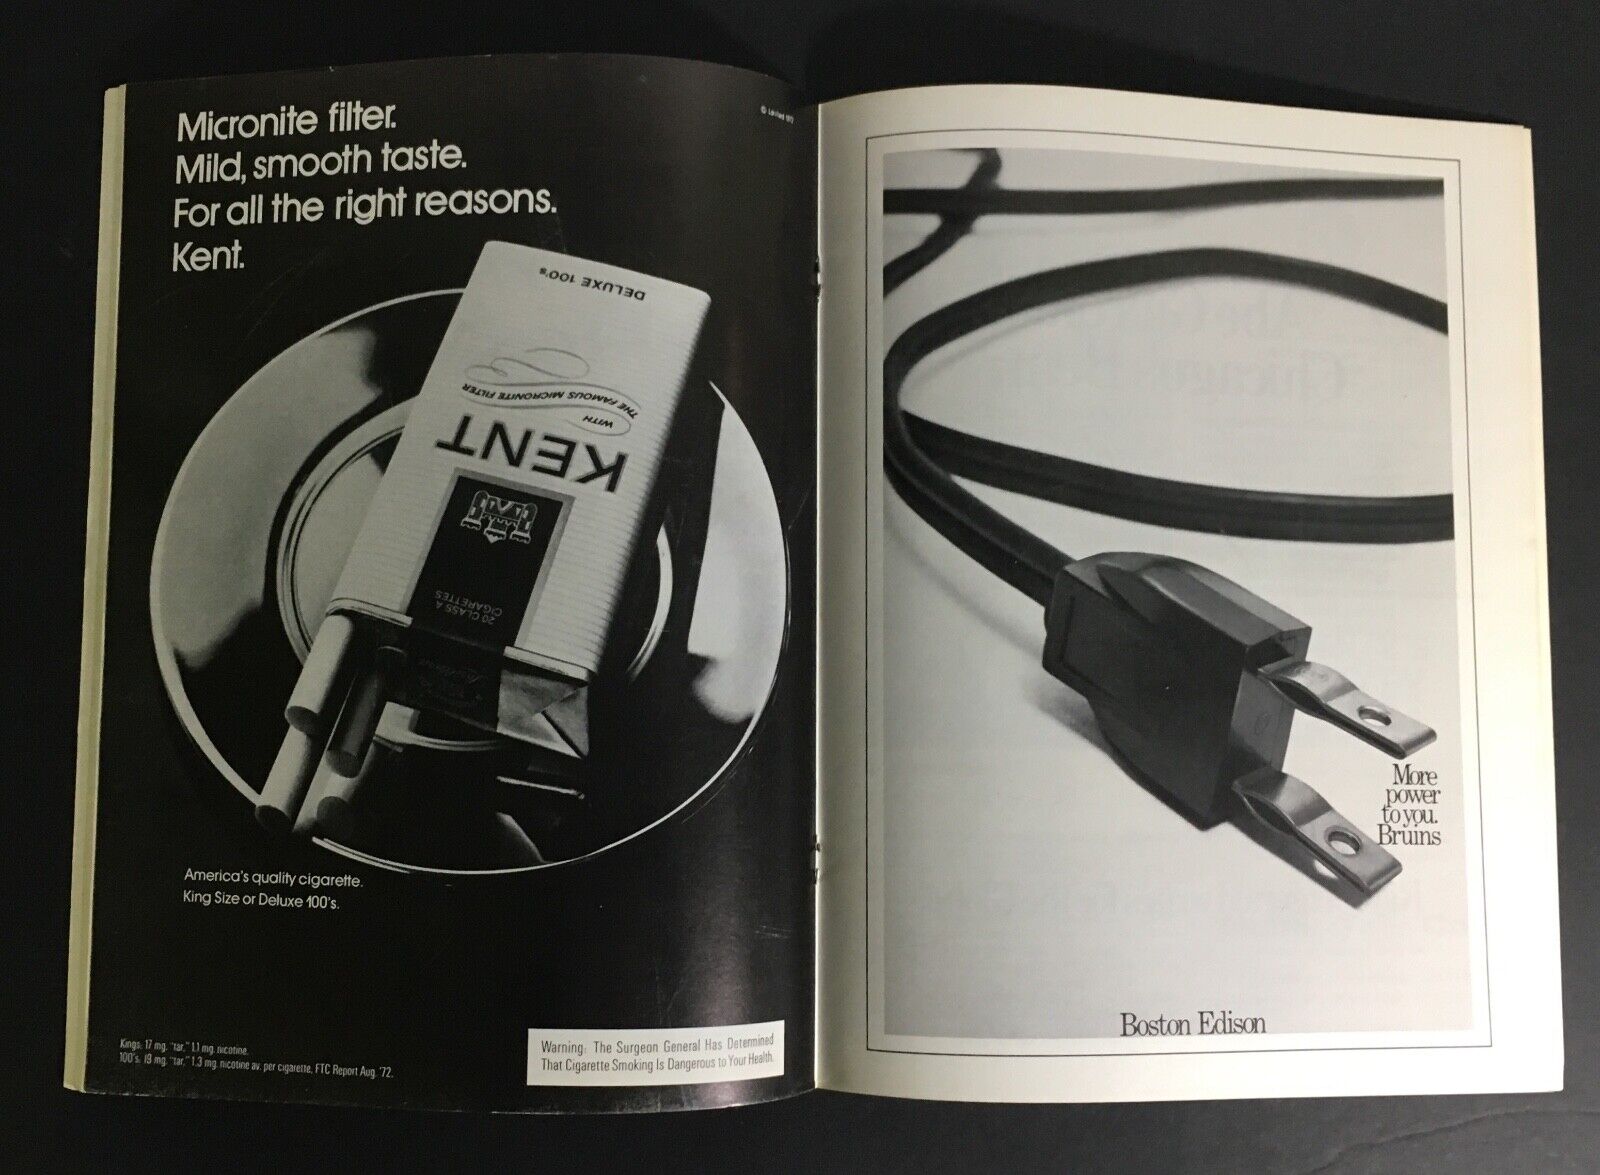 Micronite filter.
Mild, smooth taste.
For all the right reasons.
Kent.
DELUXE 100's
WITH
THE FAMOUS MICRONITE FILTER
KENT
20 CLASS A
CIGARETTES
America's quality cigarette.
King Size or Deluxe 100's.
Kings: 17 mg. "tar," 1.1 mg. nicotine.
100's: 19 mg. "tar," 1.3 mg. nicotine av. per cigarette, FTC Report Aug. '72.
Warning: The Surgeon General Has Determined
That Cigarette Smoking Is Dangerous to Your Health.
More
power
to you.
Bruins
Boston Edison